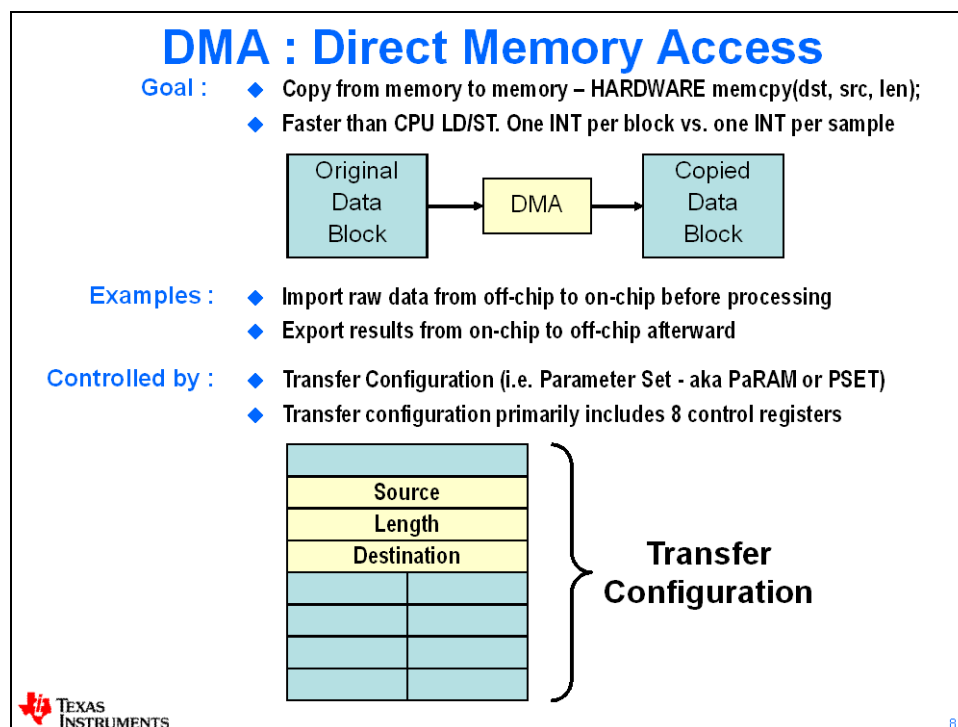 DMA : Direct Memory Access
Goal :
Copy from memory to memory – HARDWARE memcpy(dst, src, len);
Faster than CPU LD/ST. One INT per block vs. one INT per sample
Original
Data
Block
DMA
Copied
Data
Block
Examples :
Import raw data from off-chip to on-chip before processing
Export results from on-chip to off-chip afterward
Controlled by :
Transfer Configuration (i.e. Parameter Set - aka PaRAM or PSET)
Transfer configuration primarily includes 8 control registers
Source
Length
Destination
Transfer
Configuration
TEXAS
INSTRUMENTS
8